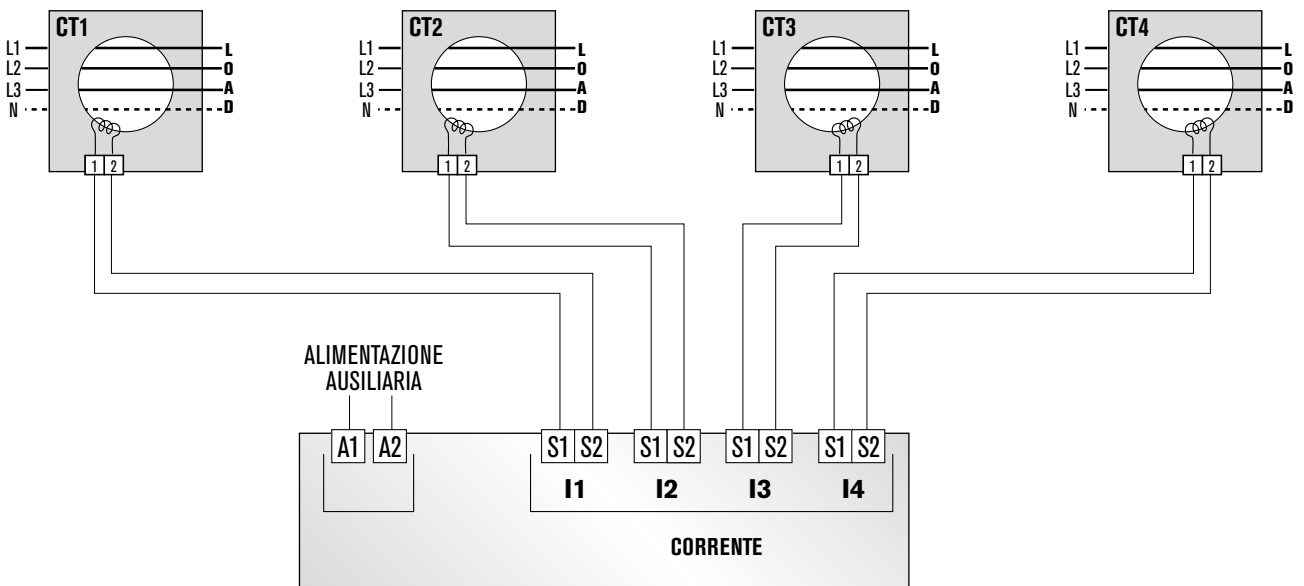 CT1 CT2 CT3 CT4
L1 L L1 L L1 L L1 L
L2 O L2 O L2 O L2 O
L3 A L3 A L3 A L3 A
N D N D N D N D
1 2 1 2 1 2 1 2
ALIMENTAZIONE
AUSILIARIA
A1 A2 S1 S2 S1 S2 S1 S2 S1 S2
I1 I2 I3 I4
CORRENTE